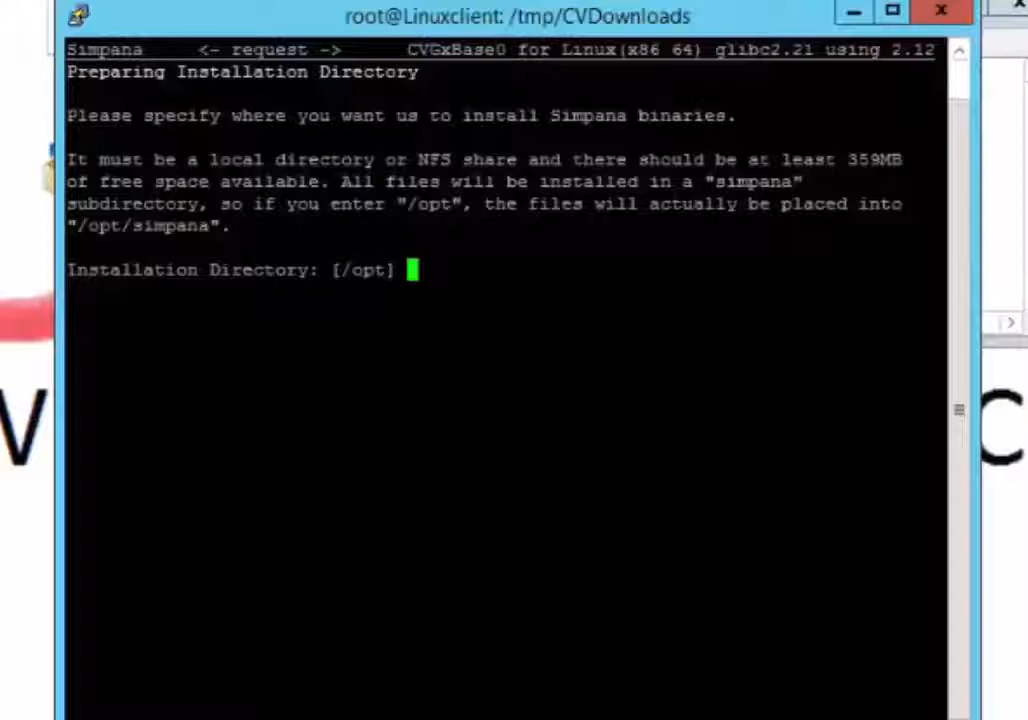 root@Linuxclient: /tmp/CVDownloads
Simpana <- request -> CVGxBase0 for Linux(x86 64) glibc2.21 using 2.12
Preparing Installation Directory
Please specify where you want us to install Simpana binaries.
It must be a local directory or NFS share and there should be at least 359MB
of free space available. All files will be installed in a "simpana"
subdirectory, so if you enter "/opt", the files will actually be placed into
"/opt/simpana".
Installation Directory: [/opt]
V
C